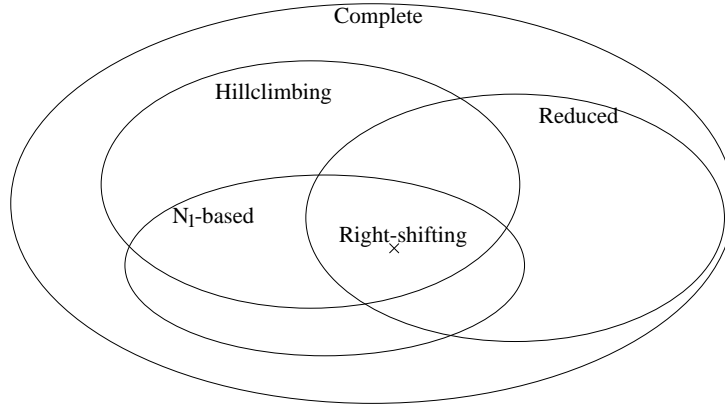 Complete
Hillclimbing
Reduced
N₁-based
Right-shifting